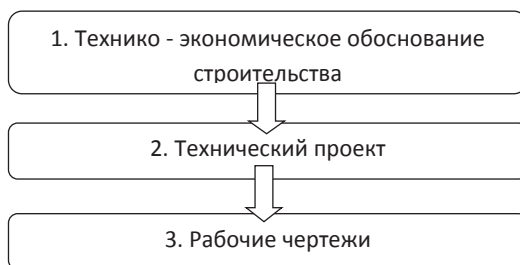 1. Технико - экономическое обоснование
строительства
2. Технический проект
3. Рабочие чертежи